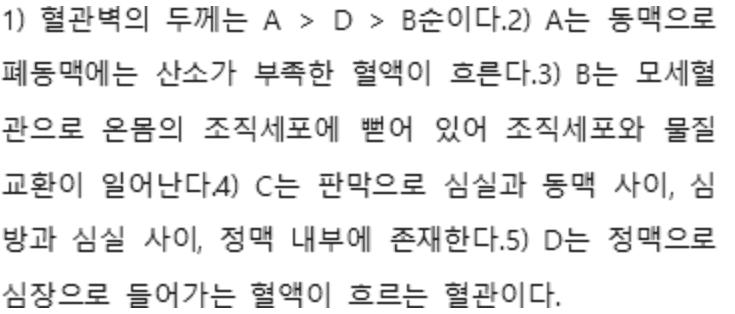 1) 혈관벽의 두께는 A > D > B순이다.2) A는 동맥으로
폐동맥에는 산소가 부족한 혈액이 흐른다.3) B는 모세혈
관으로 온몸의 조직세포에 뻗어 있어 조직세포와 물질
교환이 일어난다.4) C는 판막으로 심실과 동맥 사이, 심
방과 심실 사이, 정맥 내부에 존재한다.5) D는 정맥으로
심장으로 들어가는 혈액이 흐르는 혈관이다.